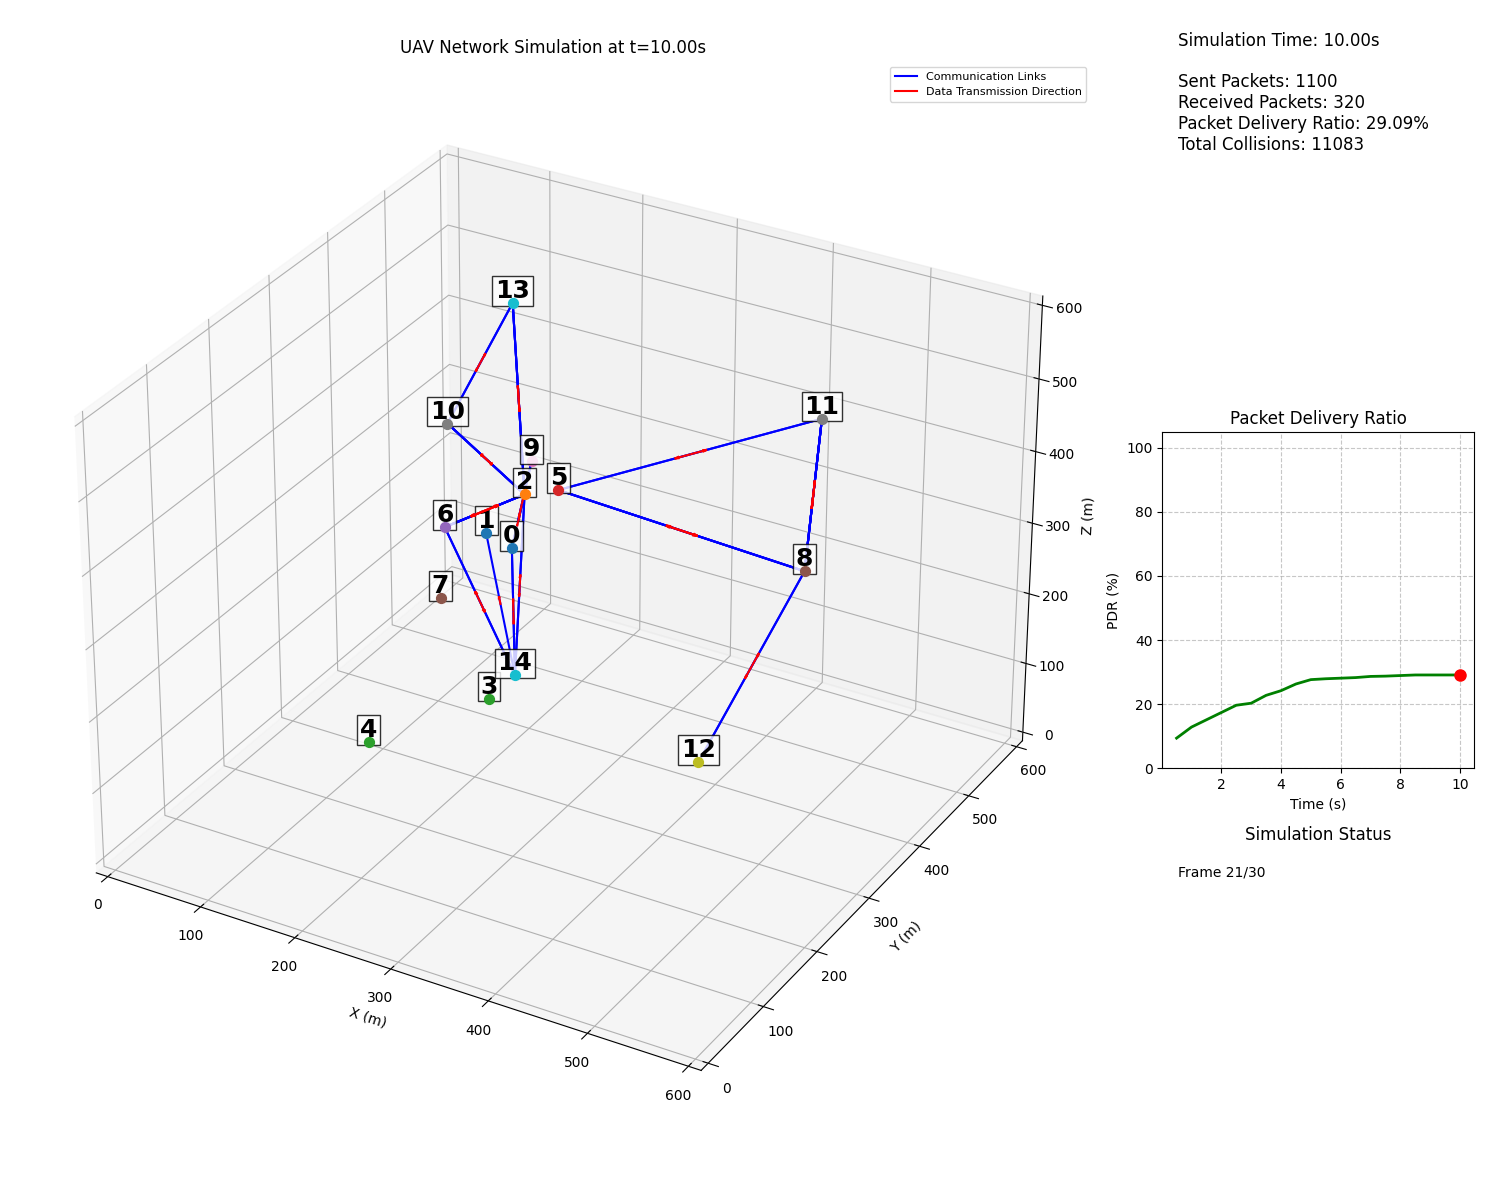 UAV Network Simulation at t=10.00s
Communication Links
Data Transmission Direction
Simulation Time: 10.00s
Sent Packets: 1100
Received Packets: 320
Packet Delivery Ratio: 29.09%
Total Collisions: 11083
13
10
11
9
5
2
6
1
0
8
7
14
3
4
12
0
100
200
300
400
500
600
X (m)
0
100
200
300
400
500
600
Y (m)
0
100
200
300
400
500
600
Z (m)
Packet Delivery Ratio
100
80
60
40
20
0
PDR (%)
2
4
6
8
10
Time (s)
Simulation Status
Frame 21/30